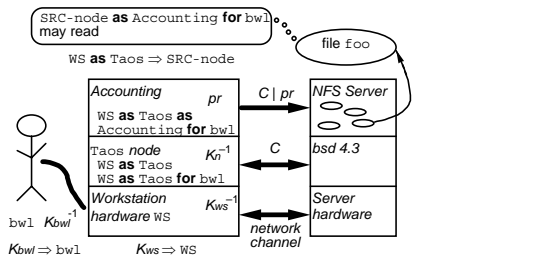 SRC-node as Accounting for bwl
may read
file foo
WS as Taos ⇒ SRC-node
Accounting
pr
WS as Taos as
Accounting for bwl
C | pr
NFS Server
Taos node
Kn⁻¹
WS as Taos
WS as Taos for bwl
C
bsd 4.3
Workstation
hardware WS
Kws⁻¹
Server
hardware
network
channel
bwl Kbwl⁻¹
Kbwl ⇒ bwl
Kws ⇒ WS